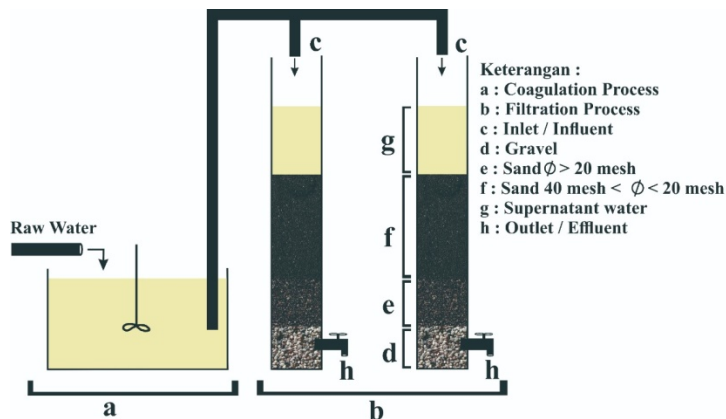 c
c
Keterangan :
a : Coagulation Process
b : Filtration Process
c : Inlet / Influent
d : Gravel
e : Sand Ø > 20 mesh
f : Sand 40 mesh < Ø < 20 mesh
g : Supernatant water
h : Outlet / Effluent
g
Raw Water
f
e
d
h
h
a
b